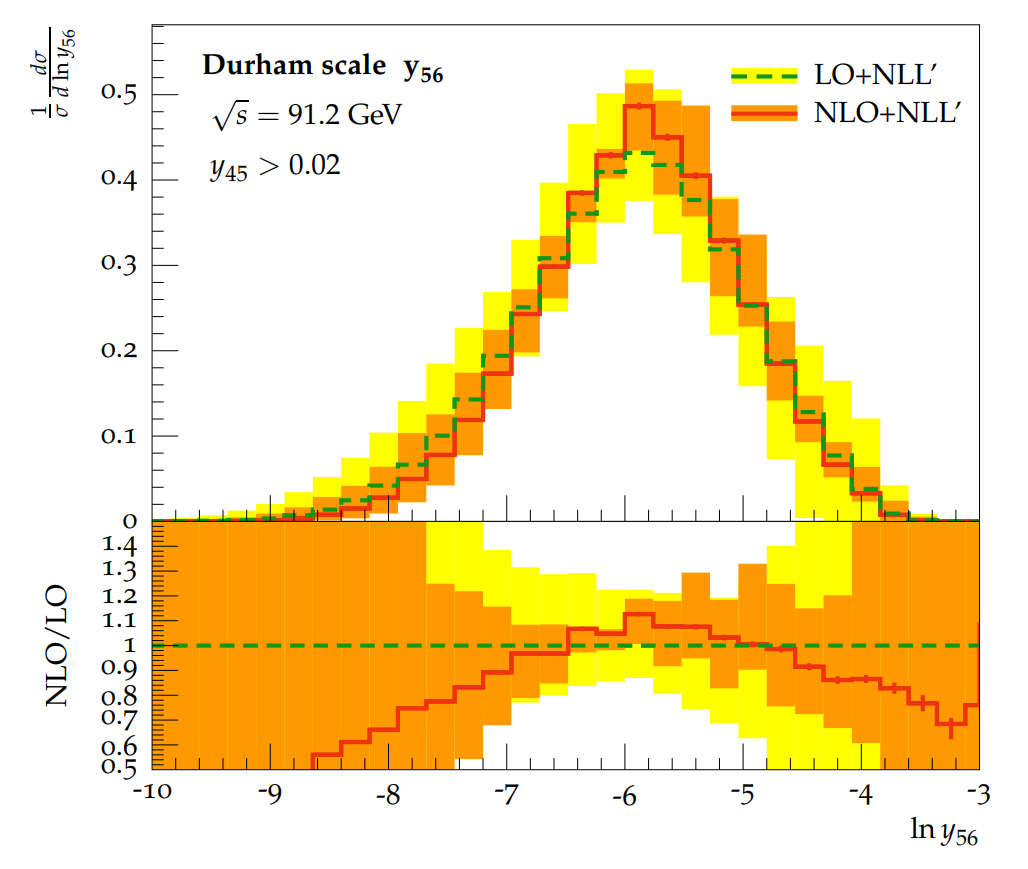 1/σ dσ/d ln y56
Durham scale y56
√s = 91.2 GeV
y45 > 0.02
LO+NLL′
NLO+NLL′
0.5
0.4
0.3
0.2
0.1
0
NLO/LO
1.4
1.3
1.2
1.1
1
0.9
0.8
0.7
0.6
0.5
-10 -9 -8 -7 -6 -5 -4 -3
ln y56